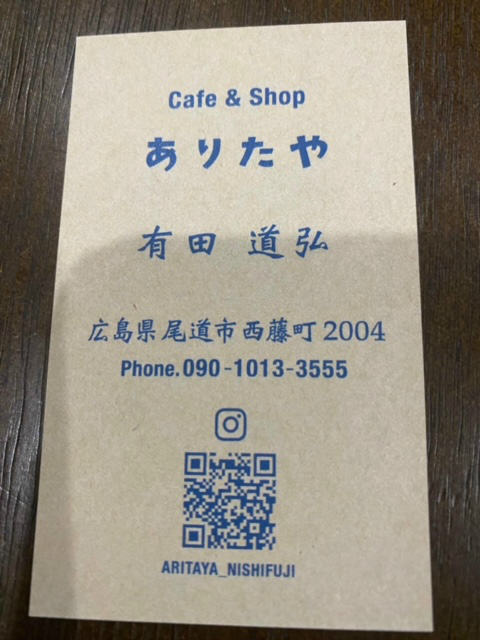 Cafe & Shop
ありたや
有田 道弘
広島県尾道市西藤町2004
Phone.090-1013-3555
ARITAYA_NISHIFUJI